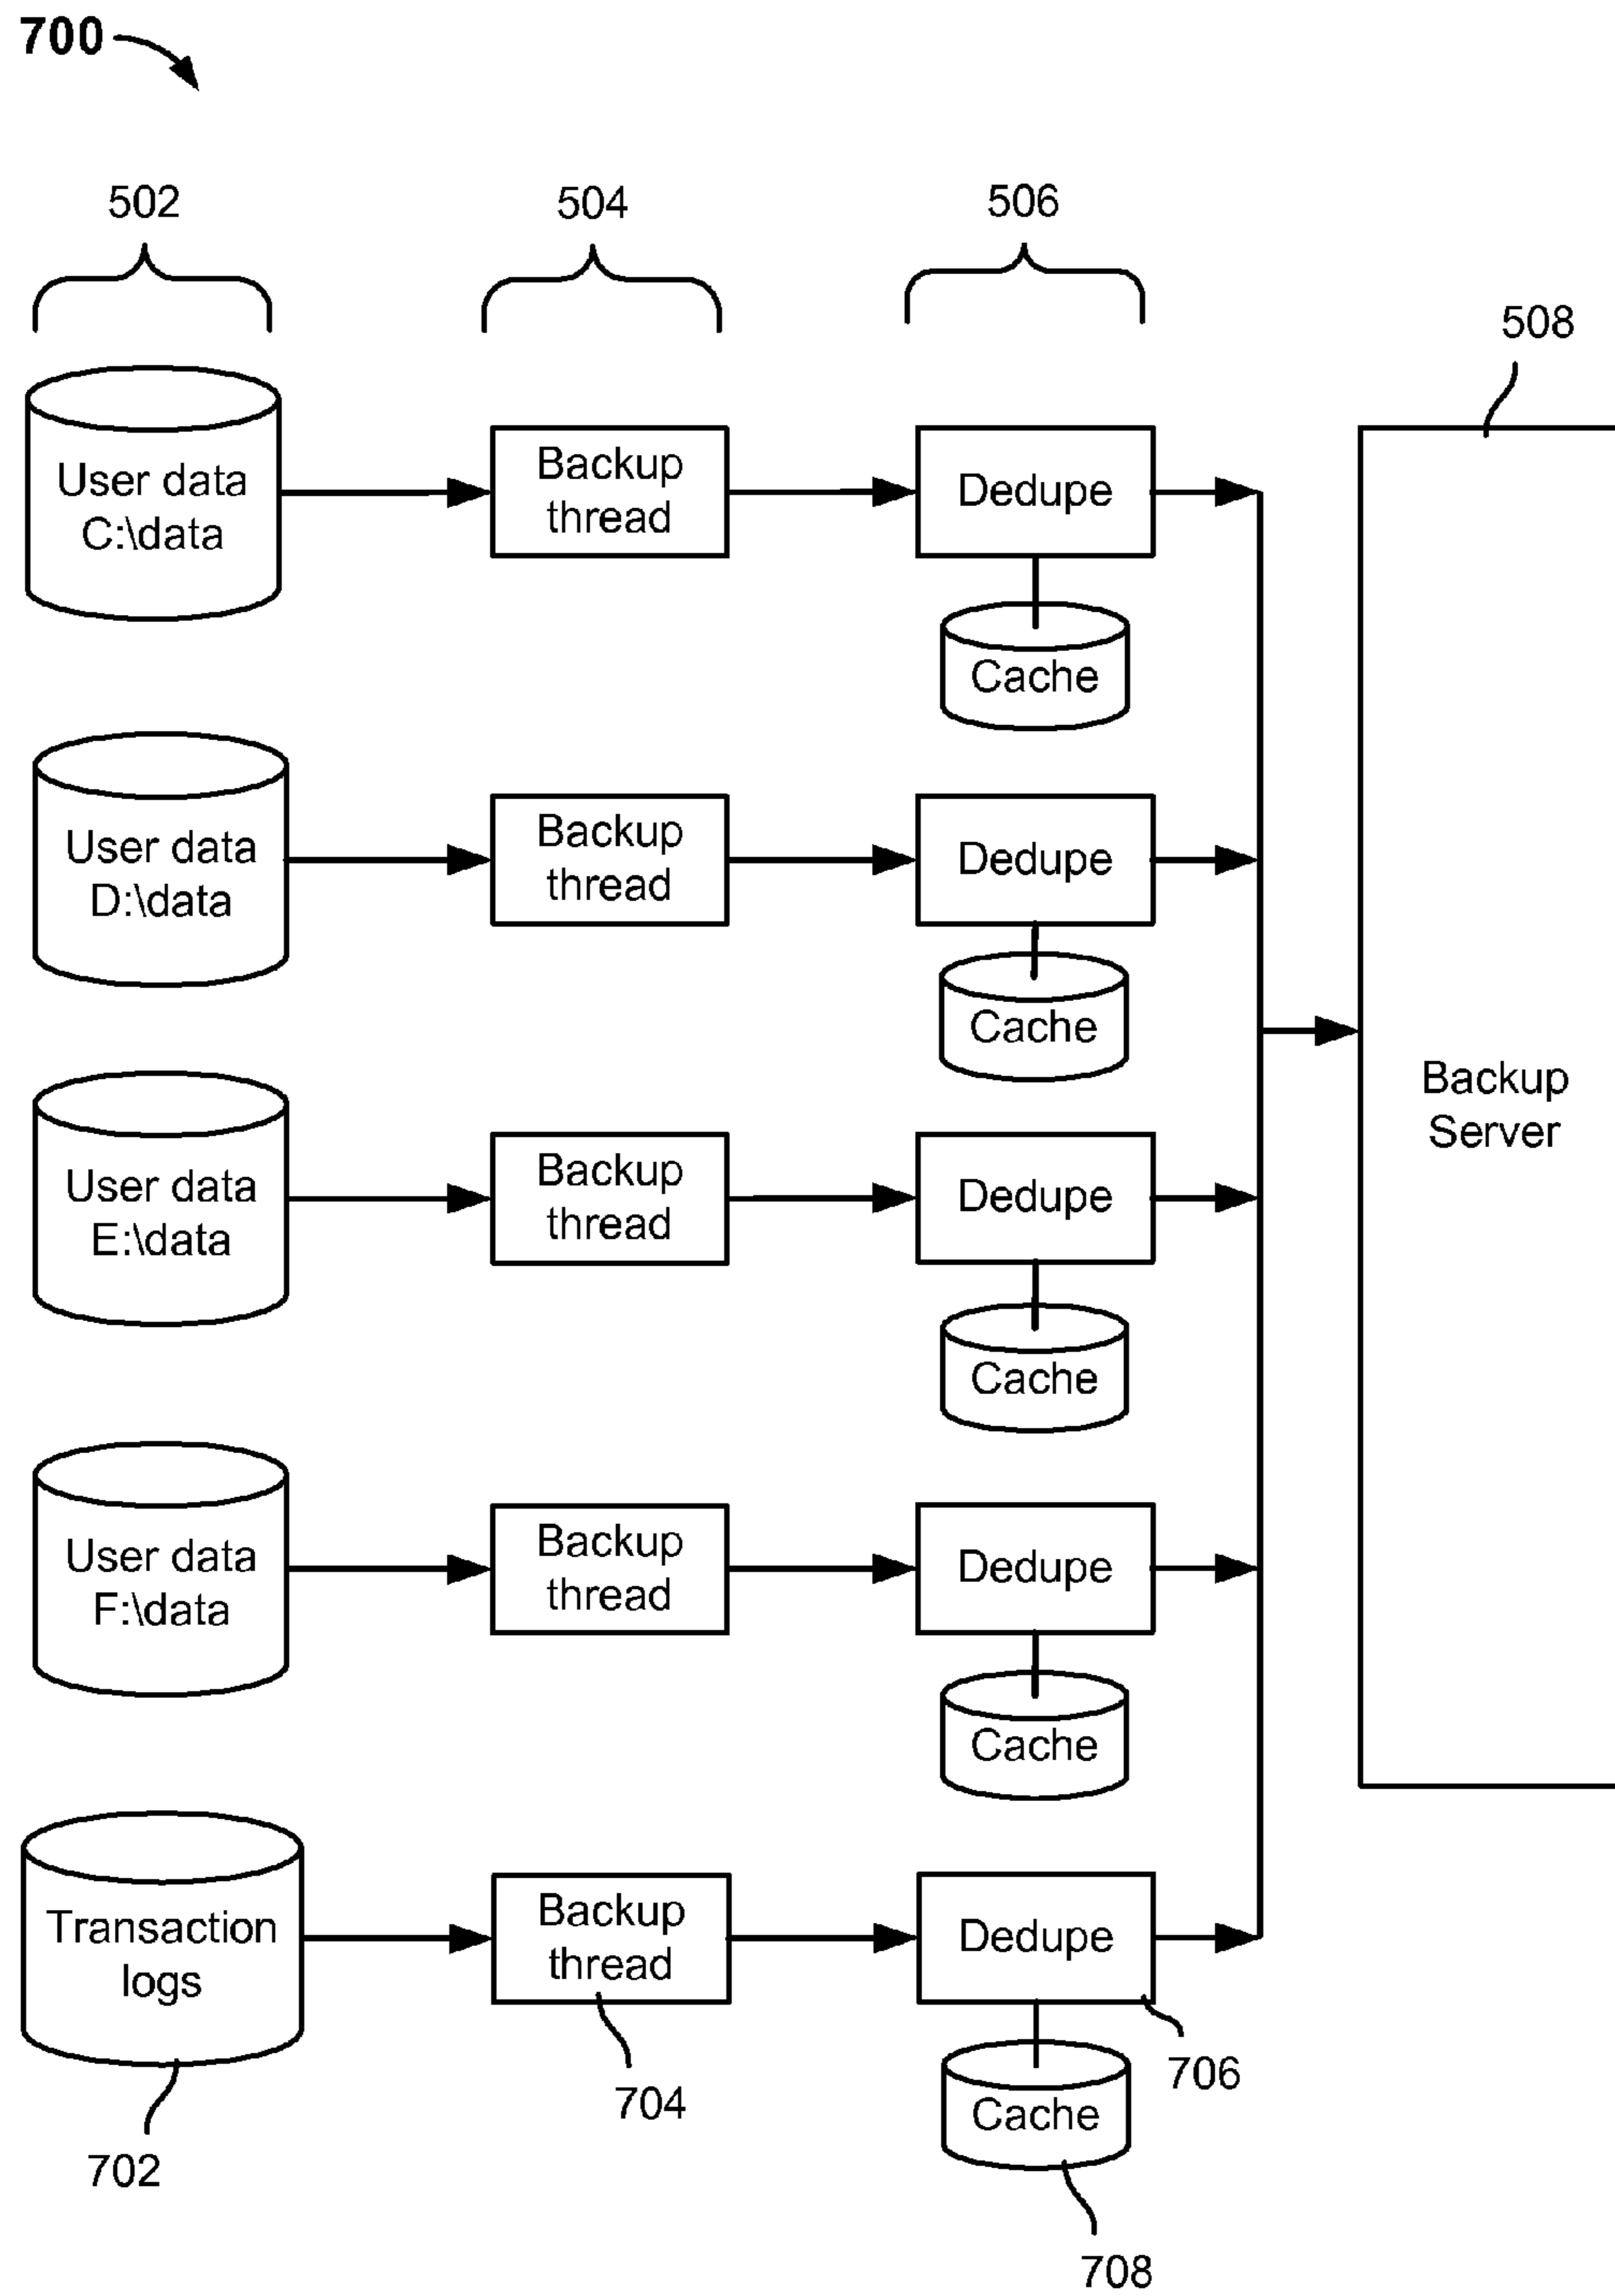 700
502
504
506
508
User data
C:\data
Backup
thread
Dedupe
Cache
User data
D:\data
Backup
thread
Dedupe
Cache
Backup
Server
User data
E:\data
Backup
thread
Dedupe
Cache
User data
F:\data
Backup
thread
Dedupe
Cache
Transaction
logs
Backup
thread
Dedupe
Cache
702
704
706
708